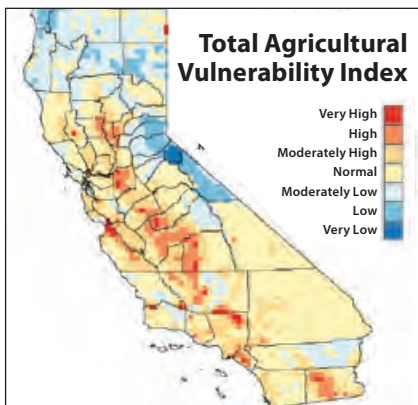 Total Agricultural
Vulnerability Index
Very High
High
Moderately High
Normal
Moderately Low
Low
Very Low